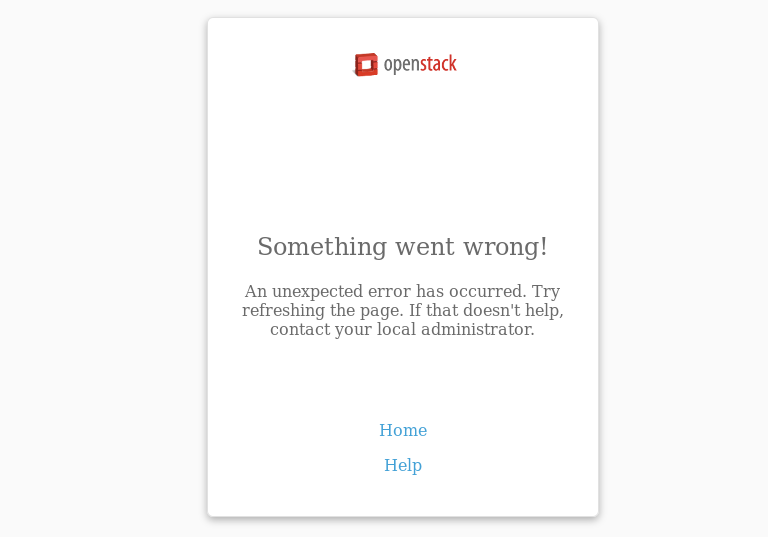 openstack
Something went wrong!
An unexpected error has occurred. Try
refreshing the page. If that doesn't help,
contact your local administrator.
Home
Help